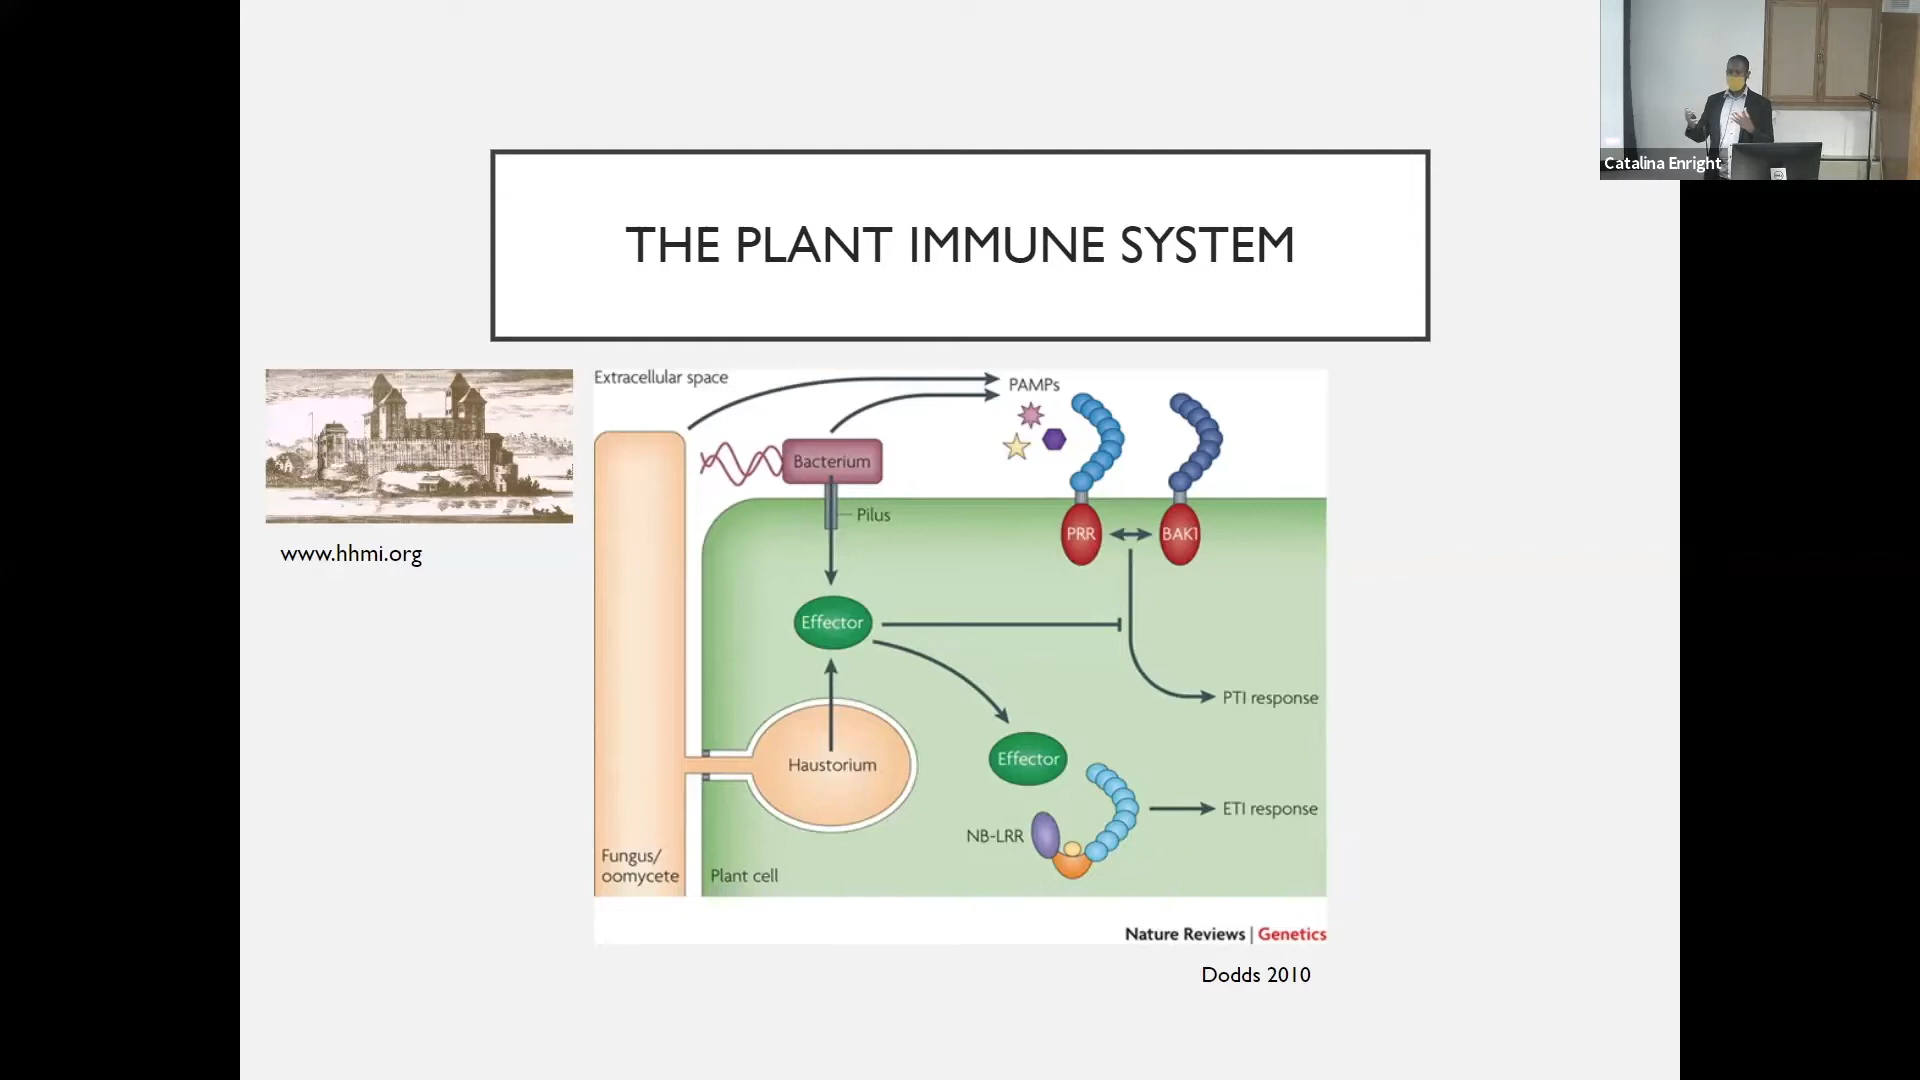 THE PLANT IMMUNE SYSTEM
Catalina Enright
www.hhmi.org
Extracellular space
PAMPs
Bacterium
Pilus
PRR
BAK1
Effector
PTI response
Effector
Haustorium
ETI response
NB-LRR
Fungus/
oomycete
Plant cell
Nature Reviews | Genetics
Dodds 2010